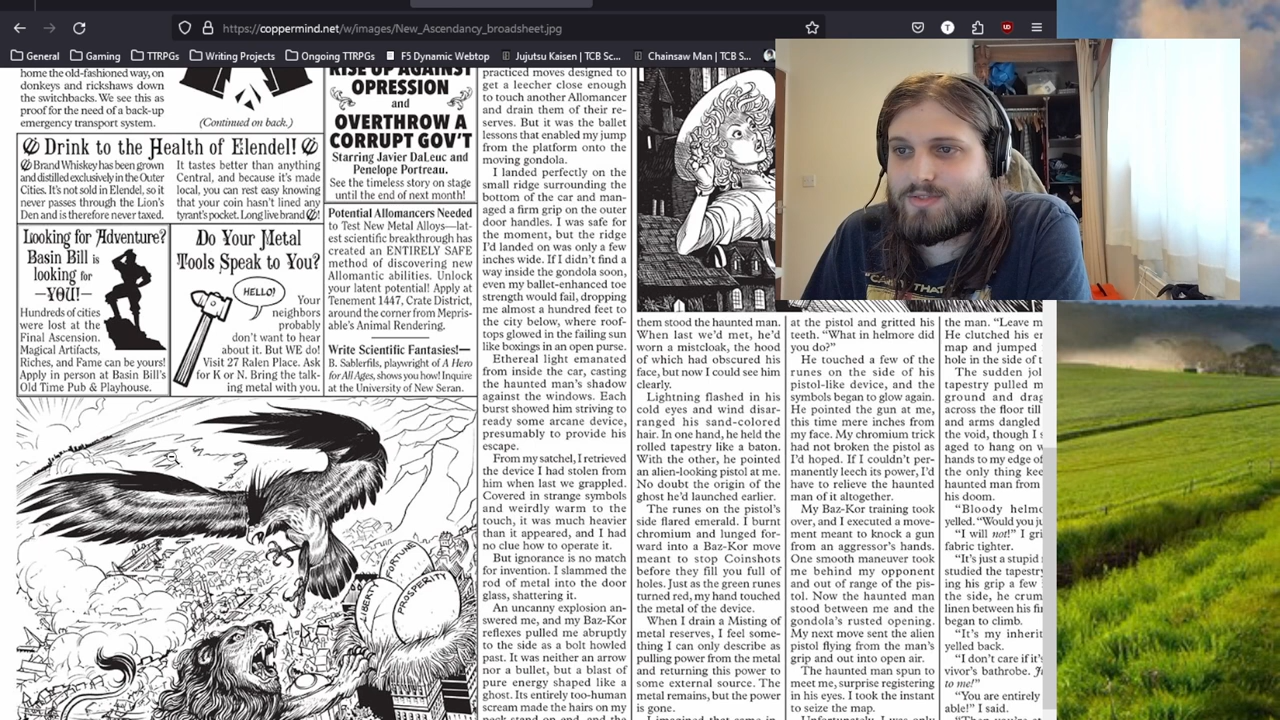 https://coppermind.net/w/images/New_Ascendancy_broadsheet.jpg
General
Gaming
TTRPGs
Writing Projects
Ongoing TTRPGs
F5 Dynamic Webtop
Jujutsu Kaisen | TCB Sc...
Chainsaw Man | TCB S...
home the old-fashioned way, on
donkeys and rickshaws down
the switchbacks. We see this as
proof for the need of a back-up
emergency transport system.
(Continued on back.)
Drink to the Health of Elendel!
Brand Whiskey has been grown
and distilled exclusively in the Outer
Cities. It's not sold in Elendel, so it
never passes through the Lion's
Den and is therefore never taxed.
It tastes better than anything
Central, and because it's made
local, you can rest easy knowing
that your coin hasn't lined any
tyrant's pocket. Long live brand
Looking for Adventure?
Basin Bill is
looking for
—YOU!—
Hundreds of cities
were lost at the
Final Ascension.
Magical Artifacts,
Riches, and Fame can be yours!
Apply in person at Basin Bill's
Old Time Pub & Playhouse.
Do Your Metal
Tools Speak to You?
HELLO!
Your
neighbors
probably
don't want to hear
about it. But WE do!
Visit 27 Ralen Place. Ask
for K or N. Bring the talk-
ing metal with you.
RISE UP AGAINST
OPRESSION
and
OVERTHROW A
CORRUPT GOV'T
Starring Javier DaLeuc and
Penelope Portreau.
See the timeless story on stage
until the end of next month!
Potential Allomancers Needed
to Test New Metal Alloys—lat-
est scientific breakthrough has
created an ENTIRELY SAFE
method of discovering new
Allomantic abilities. Unlock
your latent potential! Apply at
Tenement 1447, Crate District,
around the corner from Mepris-
able's Animal Rendering.
Write Scientific Fantasies!—
B. Sablerfils, playwright of A Hero
for All Ages, shows you how! Inquire
at the University of New Seran.
LIBERTY
FORTUNE
PROSPERITY
practiced moves designed to
get a leecher close enough
to touch another Allomancer
and drain them of their re-
serves. But it was the ballet
lessons that enabled my jump
from the platform onto the
moving gondola.
I landed perfectly on the
small ridge surrounding the
bottom of the car and man-
aged a firm grip on the outer
door handles. I was safe for
the moment, but the ridge
I'd landed on was only a few
inches wide. If I didn't find a
way inside the gondola soon,
even my ballet-enhanced toe
strength would fail, dropping
me almost a hundred feet to
the city below, where roof-
tops glowed in the failing sun
like boxings in an open purse.
Ethereal light emanated
from inside the car, casting
the haunted man's shadow
against the windows. Each
burst showed him striving to
ready some arcane device,
presumably to provide his
escape.
From my satchel, I retrieved
the device I had stolen from
him when last we grappled.
Covered in strange symbols
and weirdly warm to the
touch, it was much heavier
than it appeared, and I had
no clue how to operate it.
But ignorance is no match
for invention. I slammed the
rod of metal into the door
glass, shattering it.
An uncanny explosion an-
swered me, and my Baz-Kor
reflexes pulled me abruptly
to the side as a bolt howled
past. It was neither an arrow
nor a bullet, but a blast of
pure energy shaped like a
ghost. Its entirely too-human
scream made the hairs on my
neck stand on end, and the
them stood the haunted man.
When last we'd met, he'd
worn a mistcloak, the hood
of which had obscured his
face, but now I could see him
clearly.
Lightning flashed in his
cold eyes and wind disar-
ranged his sand-colored
hair. In one hand, he held the
rolled tapestry like a baton.
With the other, he pointed
an alien-looking pistol at me.
No doubt the origin of the
ghost he'd launched earlier.
The runes on the pistol's
side flared emerald. I burnt
chromium and lunged for-
ward into a Baz-Kor move
meant to stop Coinshots
before they fill you full of
holes. Just as the green runes
turned red, my hand touched
the metal of the device.
When I drain a Misting of
metal reserves, I feel some-
thing I can only describe as
pulling power from the metal
and returning this power to
some external source. The
metal remains, but the power
is gone.
at the pistol and gritted his
teeth. "What in helmore did
you do?"
He touched a few of the
runes on the side of his
pistol-like device, and the
symbols began to glow again.
He pointed the gun at me,
this time mere inches from
my face. My chromium trick
had not broken the pistol as
I'd hoped. If I couldn't per-
manently leech its power, I'd
have to relieve the haunted
man of it altogether.
My Baz-Kor training took
over, and I executed a move-
ment meant to knock a gun
from an aggressor's hands.
One smooth maneuver took
me behind my opponent
and out of range of the pis-
tol. Now the haunted man
stood between me and the
gondola's rusted opening.
My next move sent the alien
pistol flying from the man's
grip and out into open air.
The haunted man spun to
meet me, surprise registering
in his eyes. I took the instant
to seize the map.
the man. "Leave m
He clutched his en
map and jumped
hole in the side of t
The sudden jol
tapestry pulled m
ground and drag
across the floor till
and arms dangled
the void, though I s
aged to hang on w
hands to my edge of
the only thing kee
haunted man from
his doom.
"Bloody helmo
yelled. "Would you ju
"I will not!" I gri
fabric tighter.
"It's just a stupid
studied the tapestry
ing his grip a few
the side, he crum
linen between his fin
began to climb.
"It's my inherit
yelled back.
"I don't care if it's
vivor's bathrobe.
to me!"
"You are entirely
able!" I said.